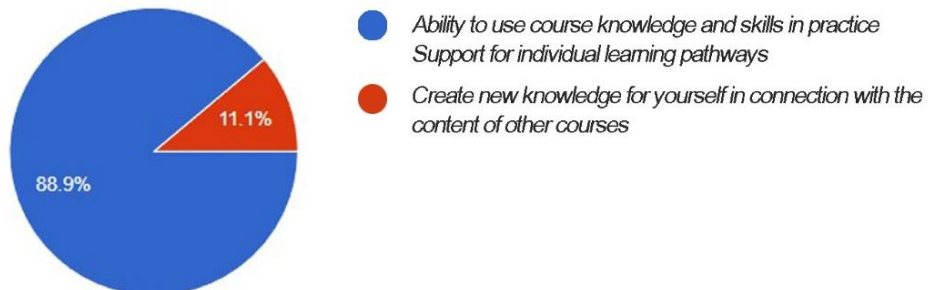 Ability to use course knowledge and skills in practice
Support for individual learning pathways
11.1%
Create new knowledge for yourself in connection with the
content of other courses
88.9%